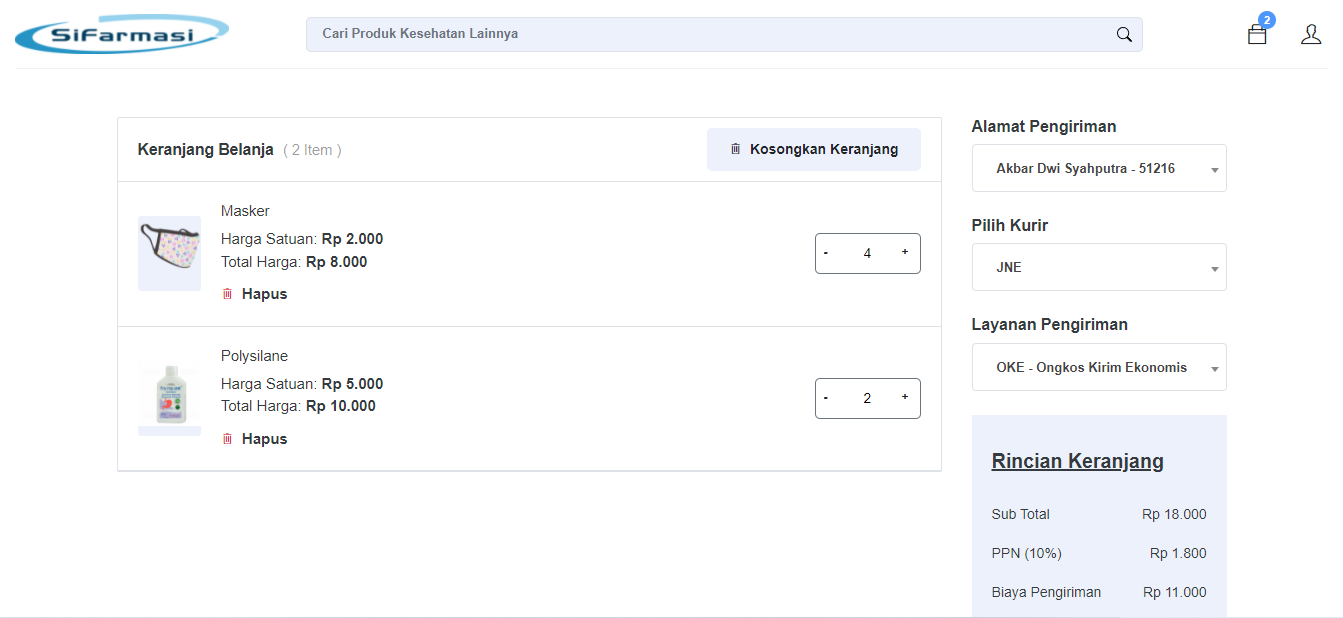 SiFarmasi
Cari Produk Kesehatan Lainnya
2
Keranjang Belanja ( 2 Item )
Kosongkan Keranjang
Masker
Harga Satuan: Rp 2.000
Total Harga: Rp 8.000
Hapus
- 4 +
Polysilane
Harga Satuan: Rp 5.000
Total Harga: Rp 10.000
Hapus
- 2 +
Alamat Pengiriman
Akbar Dwi Syahputra - 51216
Pilih Kurir
JNE
Layanan Pengiriman
OKE - Ongkos Kirim Ekonomis
Rincian Keranjang
Sub Total Rp 18.000
PPN (10%) Rp 1.800
Biaya Pengiriman Rp 11.000